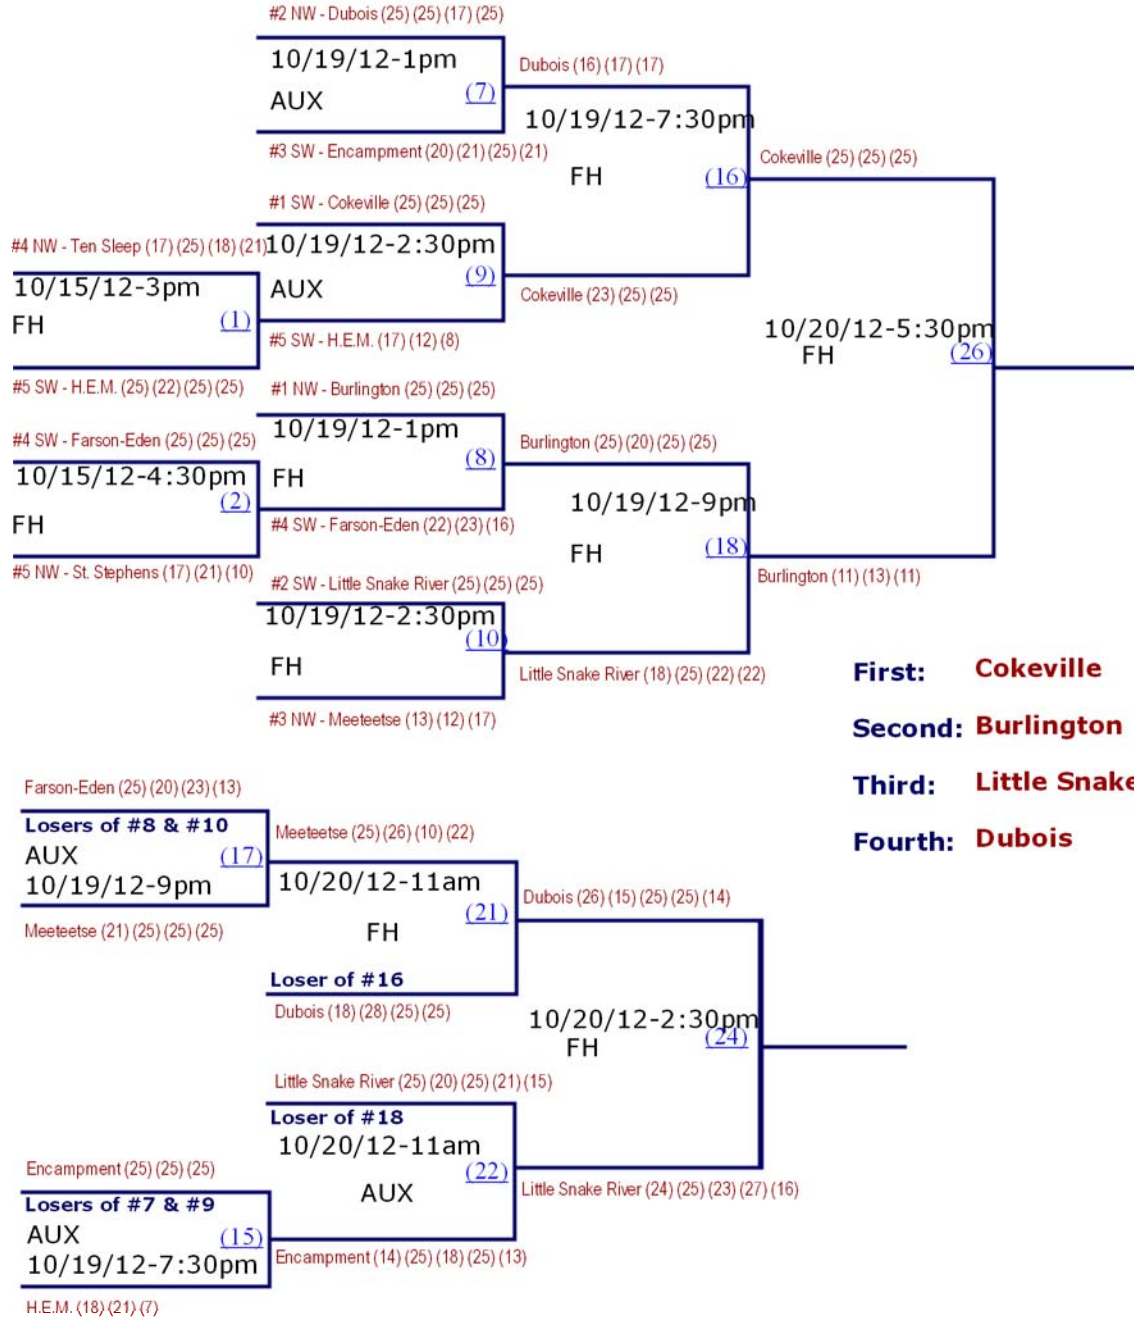 #2 NW - Dubois (25) (25) (17) (25)
10/19/12-1pm
AUX
(7)
#3 SW - Encampment (20) (21) (25) (21)
Dubois (16) (17) (17)
10/19/12-7:30pm
FH
(16)
Cokeville (25) (25) (25)
#1 SW - Cokeville (25) (25) (25)
#4 NW - Ten Sleep (17) (25) (18) (21)
10/19/12-2:30pm
AUX
(9)
10/15/12-3pm
FH
(1)
Cokeville (23) (25) (25)
#5 SW - H.E.M. (17) (12) (8)
#5 SW - H.E.M. (25) (22) (25) (25)
10/20/12-5:30pm
FH
(26)
#1 NW - Burlington (25) (25) (25)
10/19/12-1pm
FH
(8)
#4 SW - Farson-Eden (25) (25) (25)
10/15/12-4:30pm
FH
(2)
Burlington (25) (20) (25) (25)
10/19/12-9pm
FH
(18)
#4 SW - Farson-Eden (22) (23) (16)
#5 NW - St. Stephens (17) (21) (10)
Burlington (11) (13) (11)
#2 SW - Little Snake River (25) (25) (25)
10/19/12-2:30pm
FH
(10)
Little Snake River (18) (25) (22) (22)
#3 NW - Meeteetse (13) (12) (17)
First: Cokeville
Second: Burlington
Third: Little Snake
Fourth: Dubois
Farson-Eden (25) (20) (23) (13)
Losers of #8 & #10
AUX
(17)
10/19/12-9pm
Meeteetse (21) (25) (25) (25)
Meeteetse (25) (26) (10) (22)
10/20/12-11am
FH
(21)
Loser of #16
Dubois (18) (28) (25) (25)
Dubois (26) (15) (25) (25) (14)
10/20/12-2:30pm
FH
(24)
Little Snake River (25) (20) (25) (21) (15)
Loser of #18
10/20/12-11am
AUX
(22)
Little Snake River (24) (25) (23) (27) (16)
Encampment (25) (25) (25)
Losers of #7 & #9
AUX
(15)
10/19/12-7:30pm
Encampment (14) (25) (18) (25) (13)
H.E.M. (18) (21) (7)